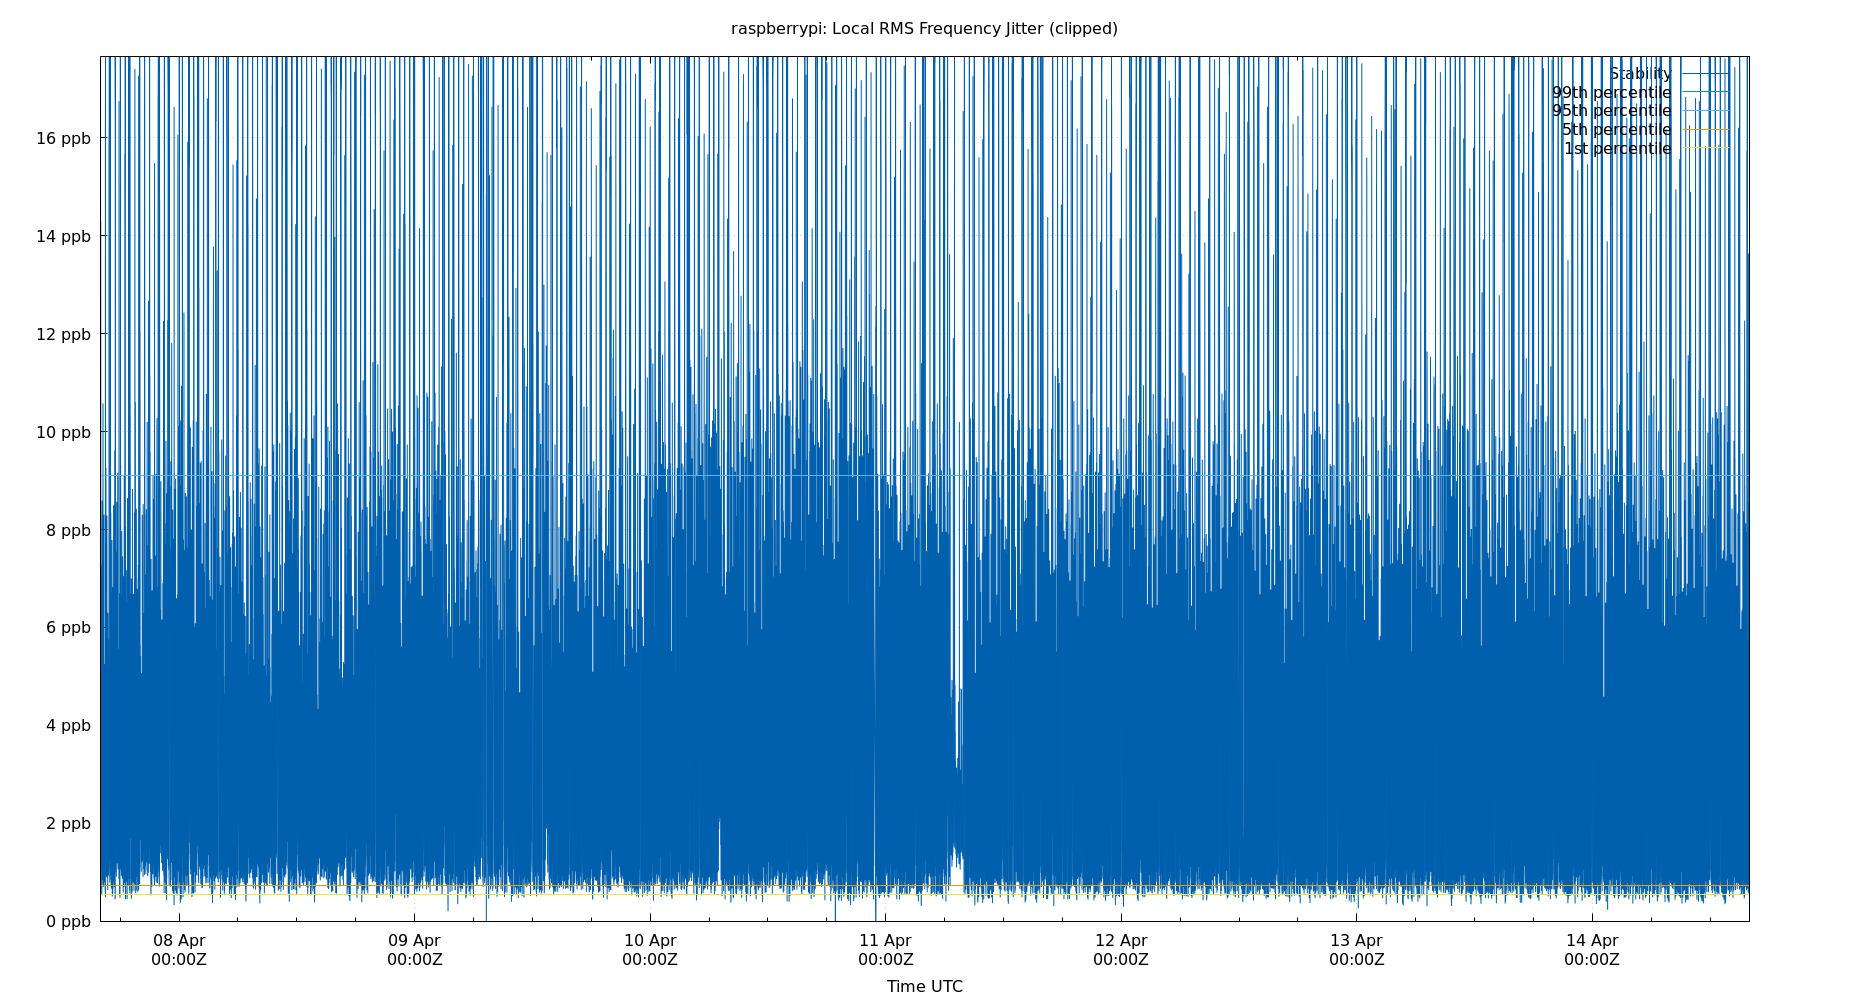 raspberrypi: Local RMS Frequency Jitter (clipped)
Stability
99th percentile
95th percentile
5th percentile
1st percentile
16 ppb
14 ppb
12 ppb
10 ppb
8 ppb
6 ppb
4 ppb
2 ppb
0 ppb
08 Apr 09 Apr 10 Apr 11 Apr 12 Apr 13 Apr 14 Apr
00:00Z 00:00Z 00:00Z 00:00Z 00:00Z 00:00Z 00:00Z
Time UTC